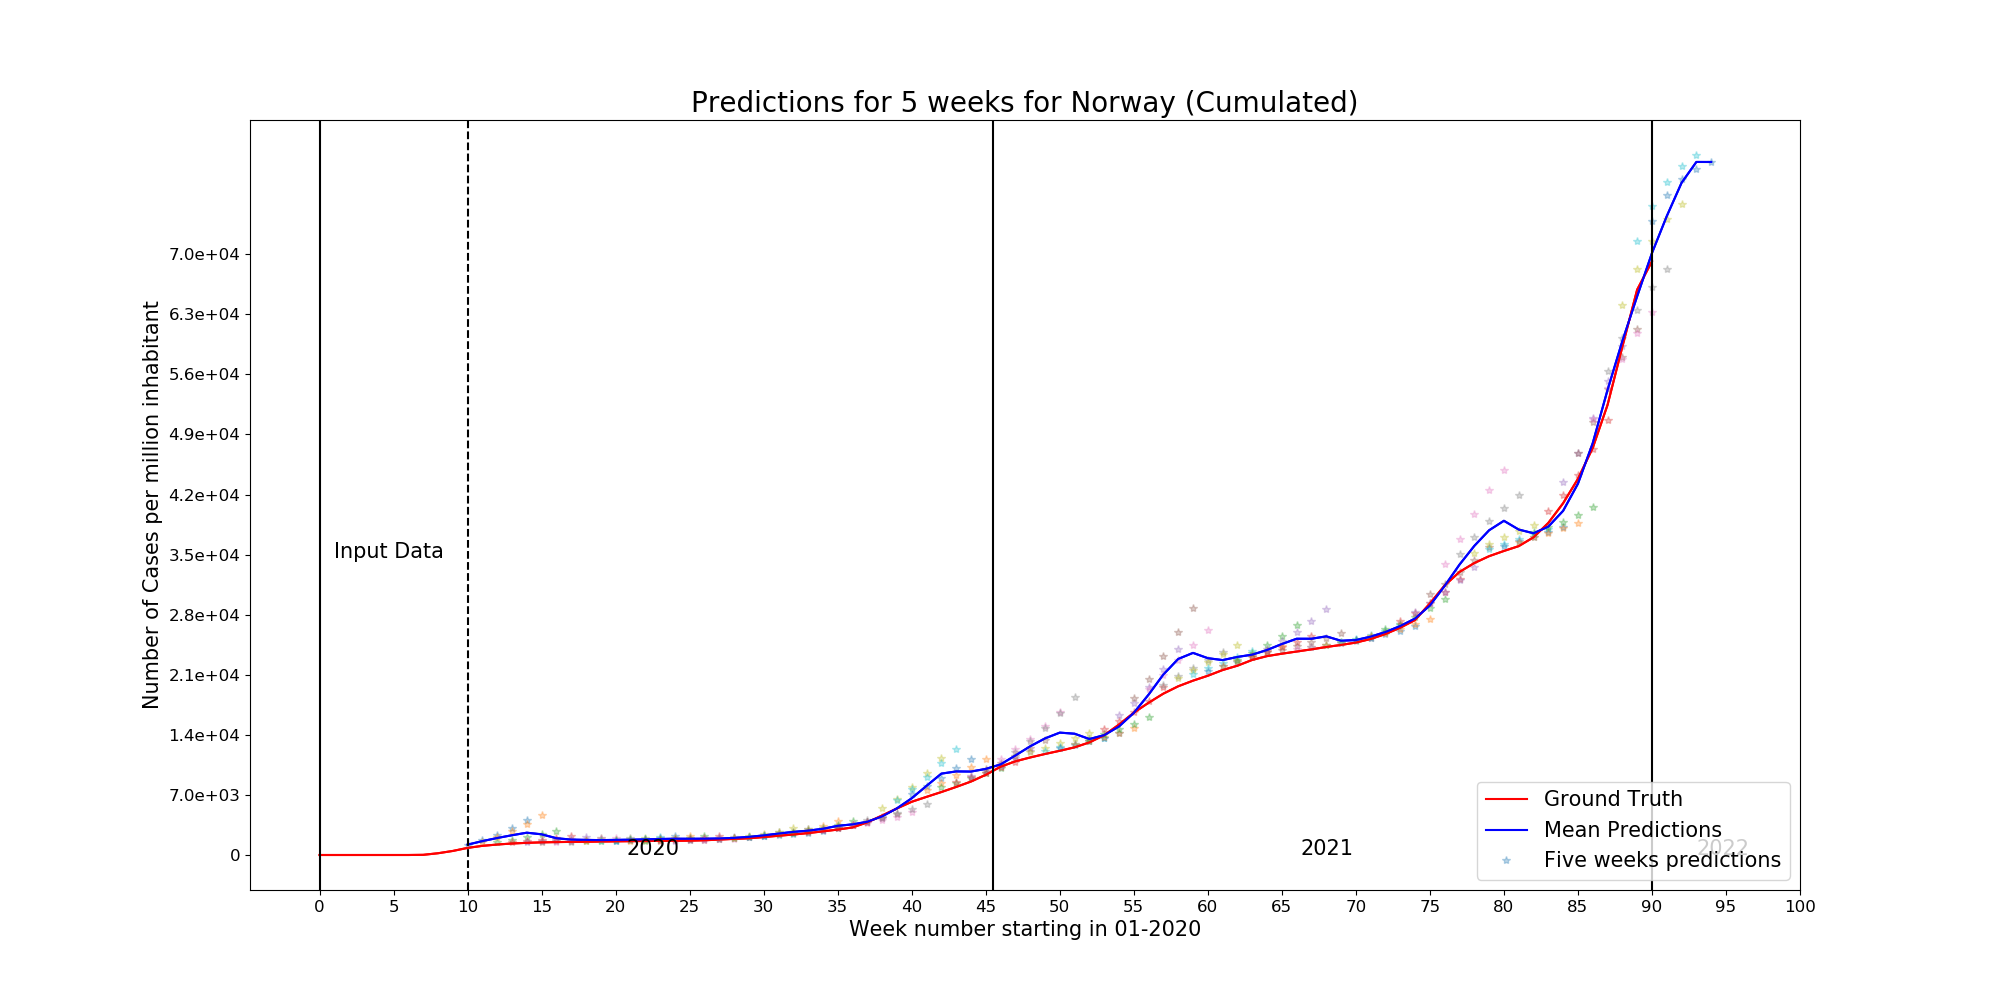 Predictions for 5 weeks for Norway (Cumulated)
Number of Cases per million inhabitant
7.0e+04
6.3e+04
5.6e+04
4.9e+04
4.2e+04
3.5e+04
2.8e+04
2.1e+04
1.4e+04
7.0e+03
0
Input Data
2020
2021
2022
Ground Truth
Mean Predictions
Five weeks predictions
0 5 10 15 20 25 30 35 40 45 50 55 60 65 70 75 80 85 90 95 100
Week number starting in 01-2020